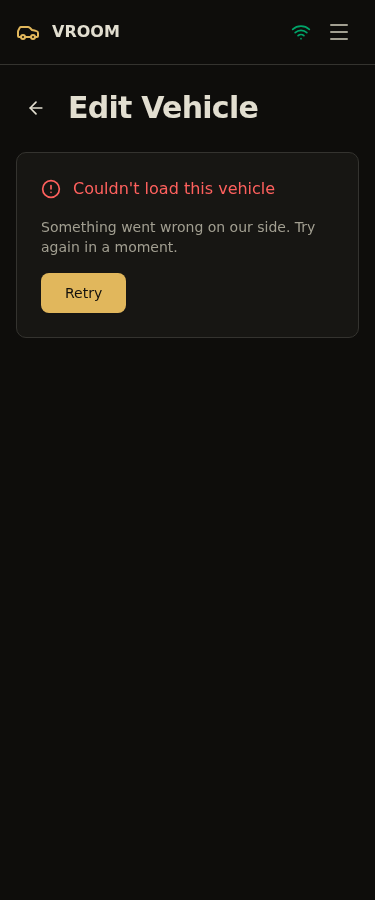 VROOM
Edit Vehicle
Couldn't load this vehicle
Something went wrong on our side. Try
again in a moment.
Retry